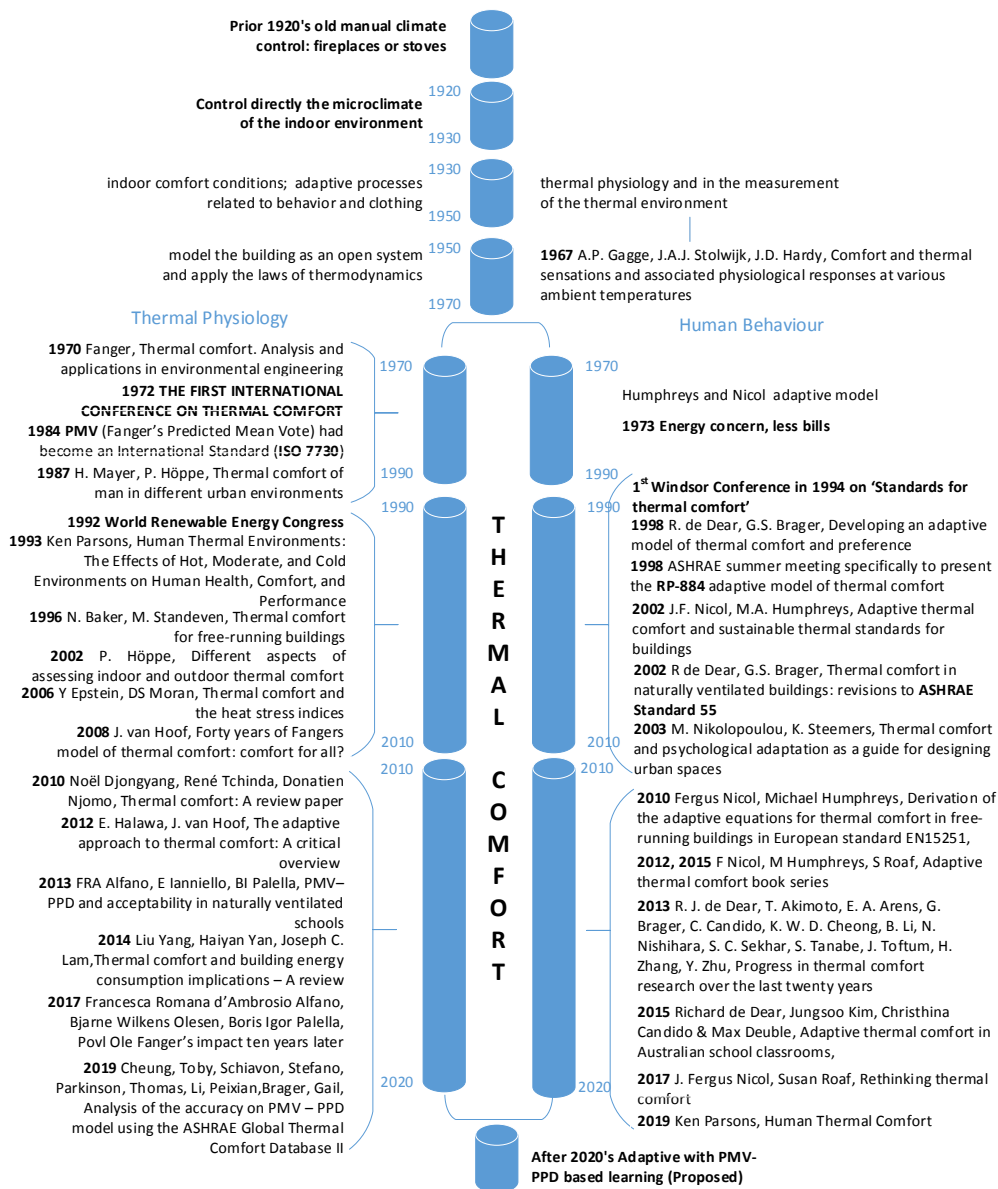 Prior 1920's old manual climate
control: fireplaces or stoves
1920
Control directly the microclimate
of the indoor environment
1930
1930
indoor comfort conditions; adaptive processes
related to behavior and clothing
1950
thermal physiology and in the measurement
of the thermal environment
1950
model the building as an open system
and apply the laws of thermodynamics
1970
1967 A.P. Gagge, J.A.J. Stolwijk, J.D. Hardy, Comfort and thermal
sensations and associated physiological responses at various
ambient temperatures
Thermal Physiology
Human Behaviour
1970 Fanger, Thermal comfort. Analysis and
applications in environmental engineering
1972 THE FIRST INTERNATIONAL
CONFERENCE ON THERMAL COMFORT
1984 PMV (Fanger's Predicted Mean Vote) had
become an International Standard (ISO 7730)
1987 H. Mayer, P. Höppe, Thermal comfort of
man in different urban environments
1970
1990
1970
1990
Humphreys and Nicol adaptive model
1973 Energy concern, less bills
1992 World Renewable Energy Congress
1993 Ken Parsons, Human Thermal Environments:
The Effects of Hot, Moderate, and Cold
Environments on Human Health, Comfort, and
Performance
1996 N. Baker, M. Standeven, Thermal comfort
for free-running buildings
2002 P. Höppe, Different aspects of
assessing indoor and outdoor thermal comfort
2006 Y Epstein, DS Moran, Thermal comfort and
the heat stress indices
2008 J. van Hoof, Forty years of Fangers
model of thermal comfort: comfort for all?
1990
2010
THERMAL COMFORT
1990
2010
1st Windsor Conference in 1994 on ‘Standards for
thermal comfort’
1998 R. de Dear, G.S. Brager, Developing an adaptive
model of thermal comfort and preference
1998 ASHRAE summer meeting specifically to present
the RP-884 adaptive model of thermal comfort
2002 J.F. Nicol, M.A. Humphreys, Adaptive thermal
comfort and sustainable thermal standards for
buildings
2002 R de Dear, G.S. Brager, Thermal comfort in
naturally ventilated buildings: revisions to ASHRAE
Standard 55
2003 M. Nikolopoulou, K. Steemers, Thermal comfort
and psychological adaptation as a guide for designing
urban spaces
2010 Noël Djongyang, René Tchinda, Donatien
Njomo, Thermal comfort: A review paper
2012 E. Halawa, J. van Hoof, The adaptive
approach to thermal comfort: A critical
overview
2013 FRA Alfano, E Ianniello, BI Palella, PMV–
PPD and acceptability in naturally ventilated
schools
2014 Liu Yang, Haiyan Yan, Joseph C.
Lam,Thermal comfort and building energy
consumption implications – A review
2017 Francesca Romana d’Ambrosio Alfano,
Bjarne Wilkens Olesen, Boris Igor Palella,
Povl Ole Fanger’s impact ten years later
2019 Cheung, Toby, Schiavon, Stefano,
Parkinson, Thomas, Li, Peixian,Brager, Gail,
Analysis of the accuracy on PMV – PPD
model using the ASHRAE Global Thermal
Comfort Database II
2010
2020
2010
2020
2010 Fergus Nicol, Michael Humphreys, Derivation of
the adaptive equations for thermal comfort in free-
running buildings in European standard EN15251,
2012, 2015 F Nicol, M Humphreys, S Roaf, Adaptive
thermal comfort book series
2013 R. J. de Dear, T. Akimoto, E. A. Arens, G.
Brager, C. Candido, K. W. D. Cheong, B. Li, N.
Nishihara, S. C. Sekhar, S. Tanabe, J. Toftum, H.
Zhang, Y. Zhu, Progress in thermal comfort
research over the last twenty years
2015 Richard de Dear, Jungsoo Kim, Christhina
Candido & Max Deuble, Adaptive thermal comfort in
Australian school classrooms,
2017 J. Fergus Nicol, Susan Roaf, Rethinking thermal
comfort
2019 Ken Parsons, Human Thermal Comfort
After 2020's Adaptive with PMV-
PPD based learning (Proposed)